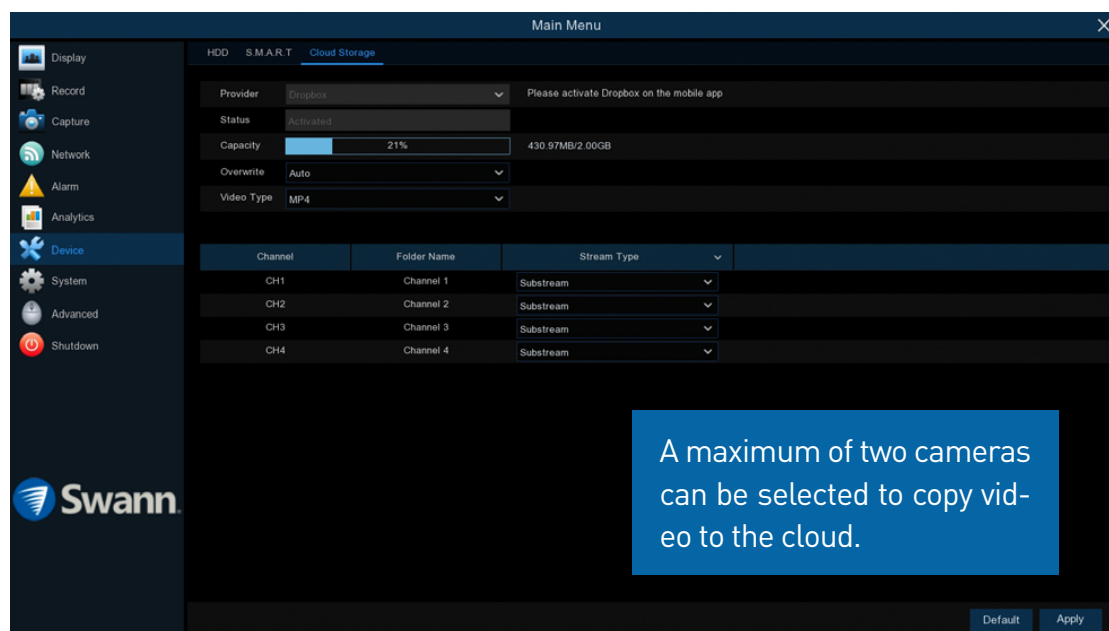 Main Menu
Display
Record
Capture
Network
Alarm
Analytics
Device
System
Advanced
Shutdown
Swann.
HDD S.M.A.R.T Cloud Storage
Provider Dropbox Please activate Dropbox on the mobile app
Status Activated
Capacity 21% 430.97MB/2.00GB
Overwrite Auto
Video Type MP4
Channel Folder Name Stream Type
CH1 Channel 1 Substream
CH2 Channel 2 Substream
CH3 Channel 3 Substream
CH4 Channel 4 Substream
A maximum of two cameras
can be selected to copy vid-
eo to the cloud.
Default Apply